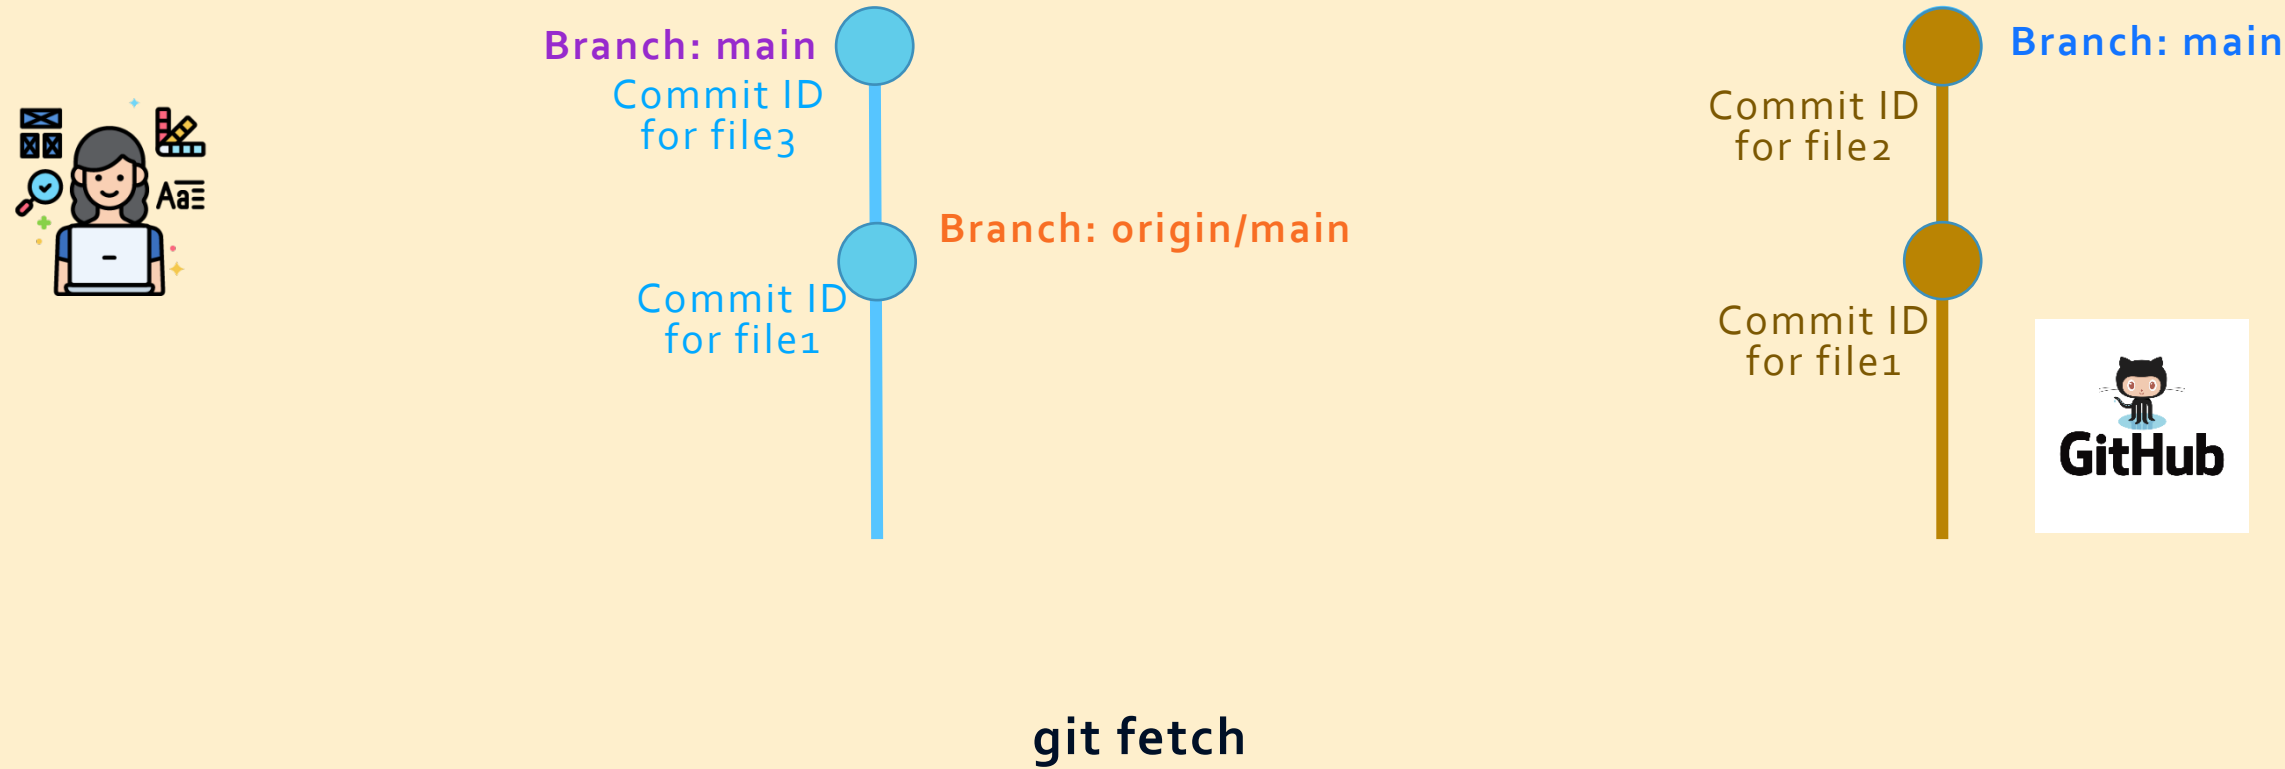 Branch: main
Commit ID
for file3
Branch: origin/main
Commit ID
for file1
Branch: main
Commit ID
for file2
Commit ID
for file1
Aa
GitHub
git fetch